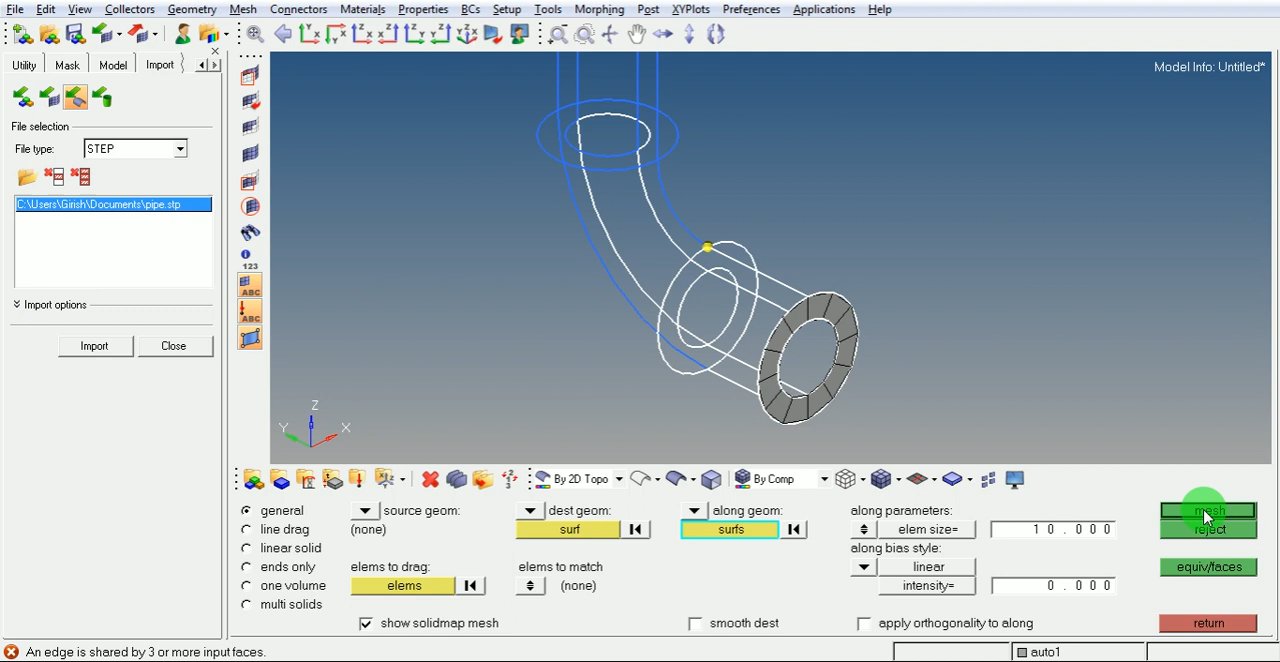 File Edit View Collectors Geometry Mesh Connectors Materials Properties BCs Setup Tools Morphing Post XYPlots Preferences Applications Help
Utility Mask Model Import
Model Info: Untitled*
File selection
File type: STEP
C:\Users\Girish\Documents\pipe.stp
Import options
Import Close
123
ABC
ABC
Z
Y
X
By 2D Topo By Comp
general source geom: dest geom: along geom: along parameters: mesh
line drag (none) surf surfs elem size= 10.000 reject
linear solid along bias style:
ends only elems to drag: elems to match linear equiv/faces
one volume elems (none) intensity= 0.000
multi solids
show solidmap mesh smooth dest apply orthogonality to along return
An edge is shared by 3 or more input faces. auto1